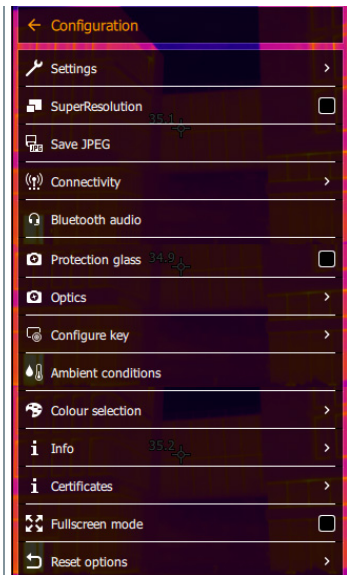 Configuration
Settings
SuperResolution
35.1
JPG
Save JPEG
Connectivity
Bluetooth audio
Protection glass 34.9
Optics
Configure key
Ambient conditions
Colour selection
Info 35.2
Certificates
Fullscreen mode
Reset options